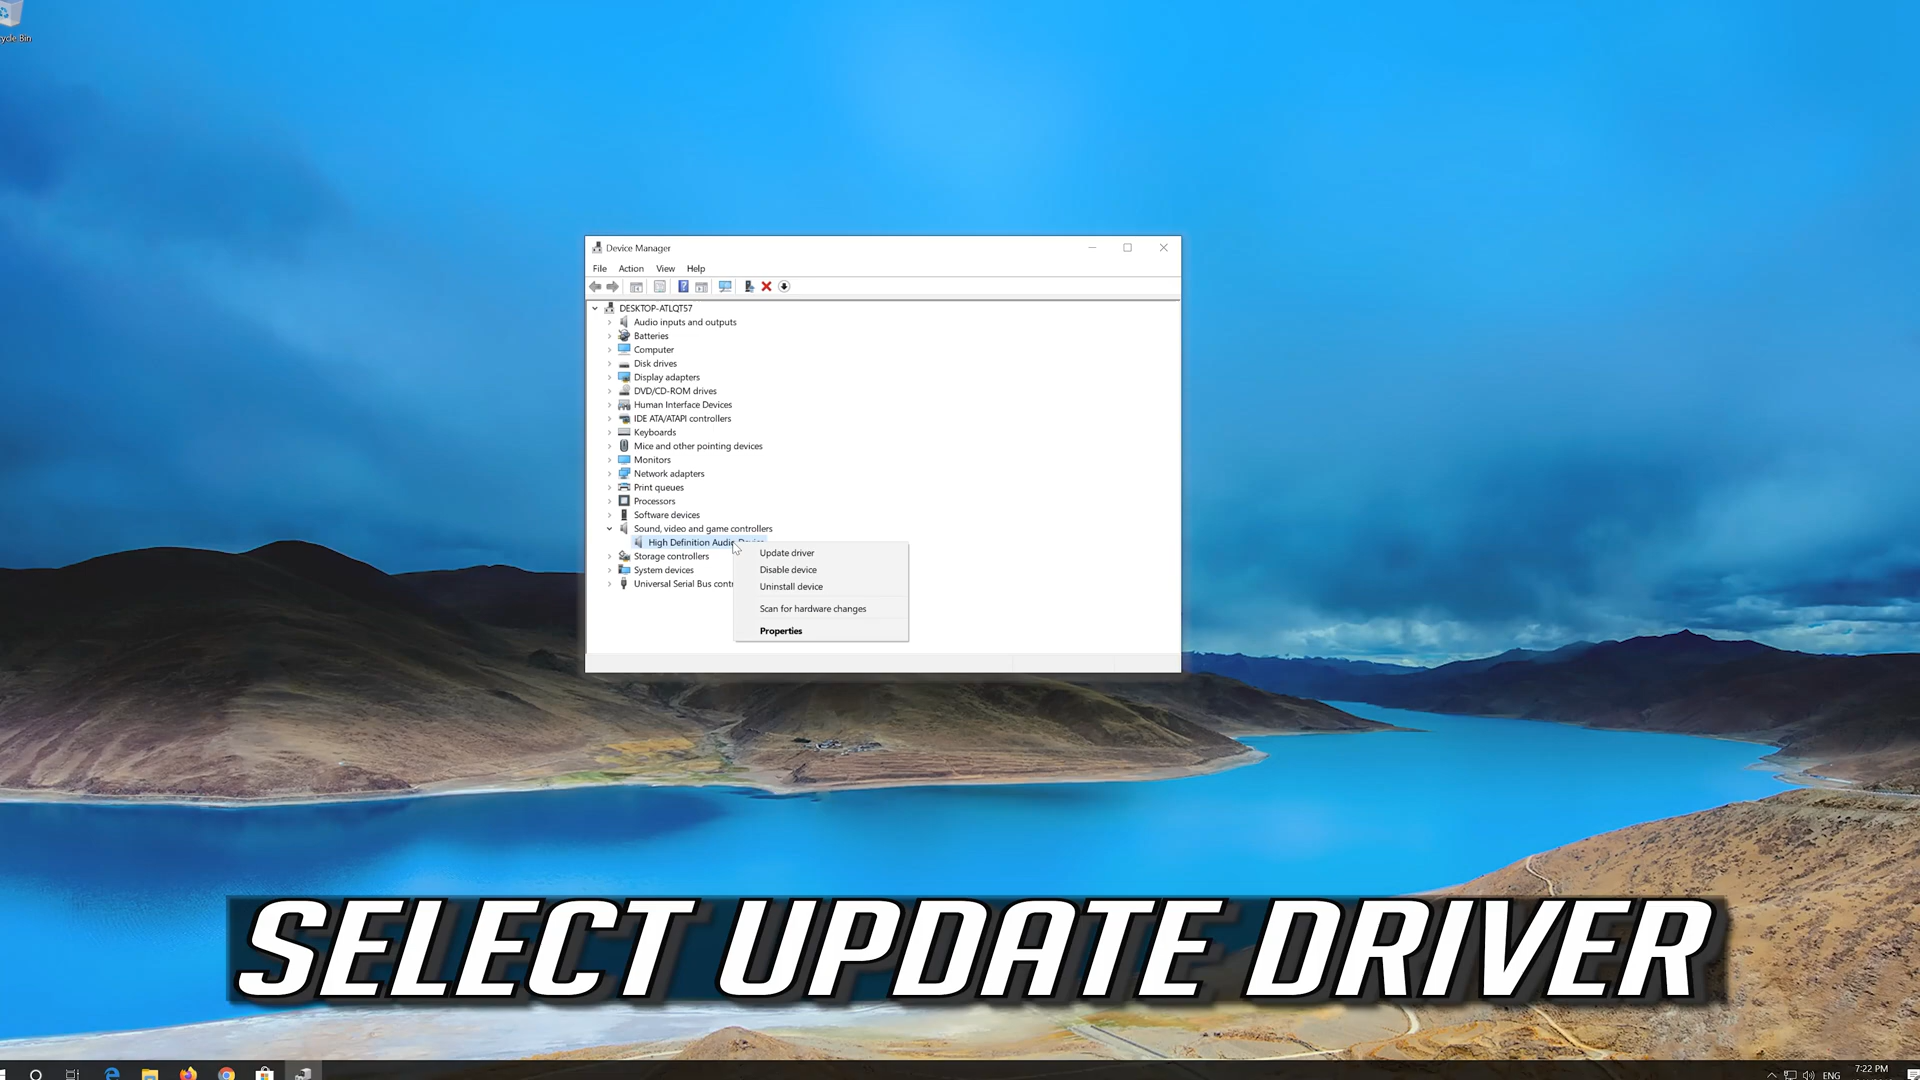 ycle Bin
Device Manager
File Action View Help
DESKTOP-ATLQT57
Audio inputs and outputs
Batteries
Computer
Disk drives
Display adapters
DVD/CD-ROM drives
Human Interface Devices
IDE ATA/ATAPI controllers
Keyboards
Mice and other pointing devices
Monitors
Network adapters
Print queues
Processors
Software devices
Sound, video and game controllers
High Definition Audio Device
Storage controllers
System devices
Universal Serial Bus contr
Update driver
Disable device
Uninstall device
Scan for hardware changes
Properties
SELECT UPDATE DRIVER
ENG
7:22 PM